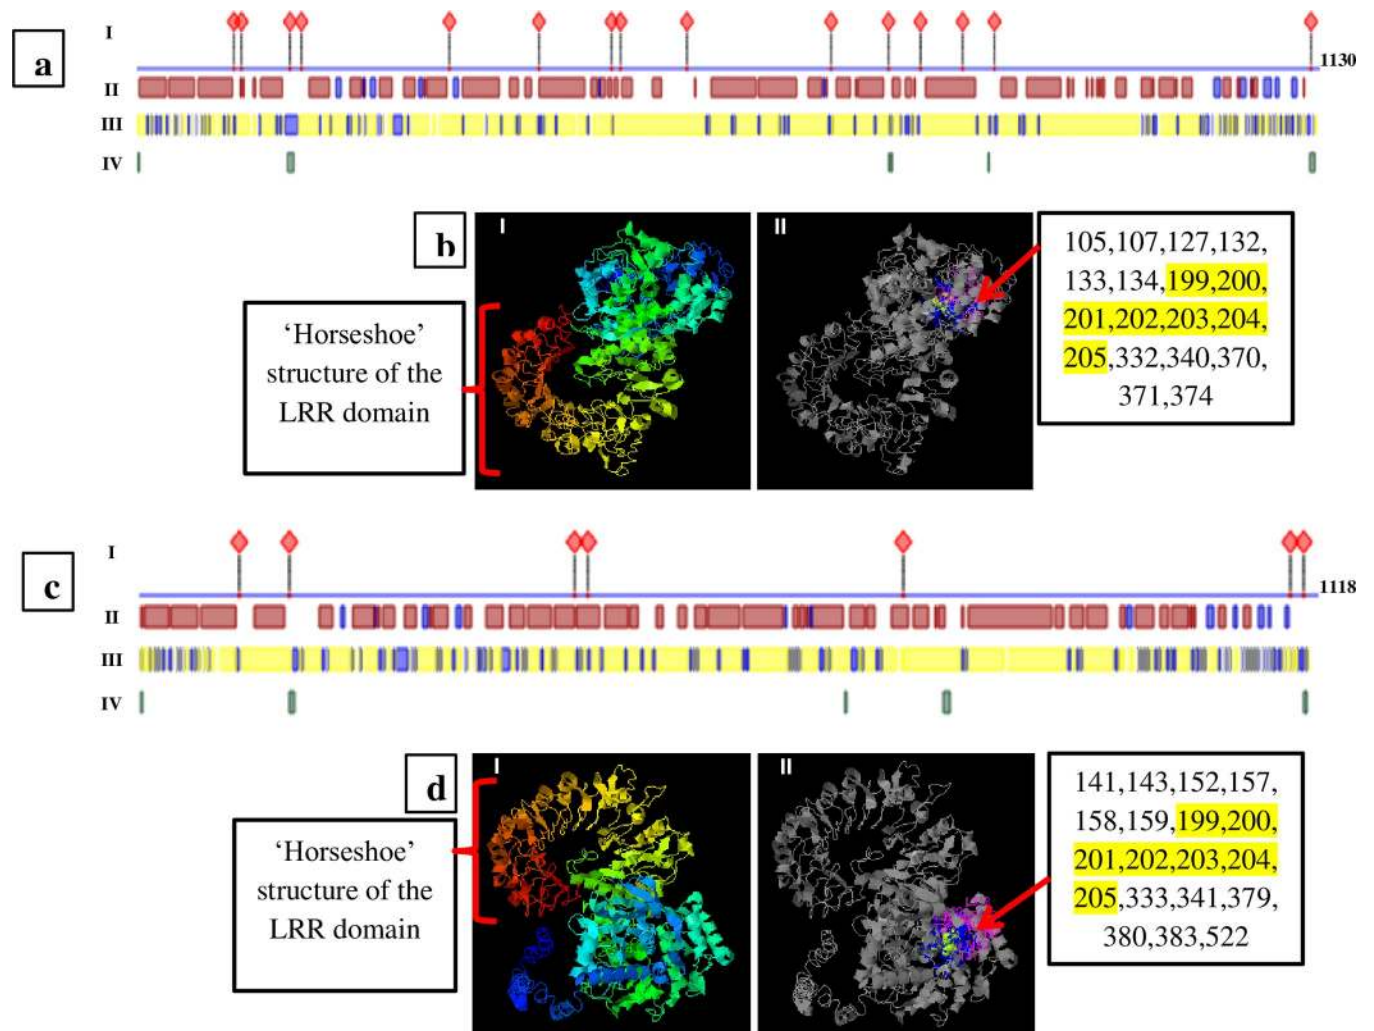 a
I
1130
II
III
IV
b
I
II
105,107,127,132,
133,134,199,200,
201,202,203,204,
205,332,340,370,
371,374
‘Horseshoe’
structure of the
LRR domain
c
I
1118
II
III
IV
d
I
II
141,143,152,157,
158,159,199,200,
201,202,203,204,
205,333,341,379,
380,383,522
‘Horseshoe’
structure of the
LRR domain